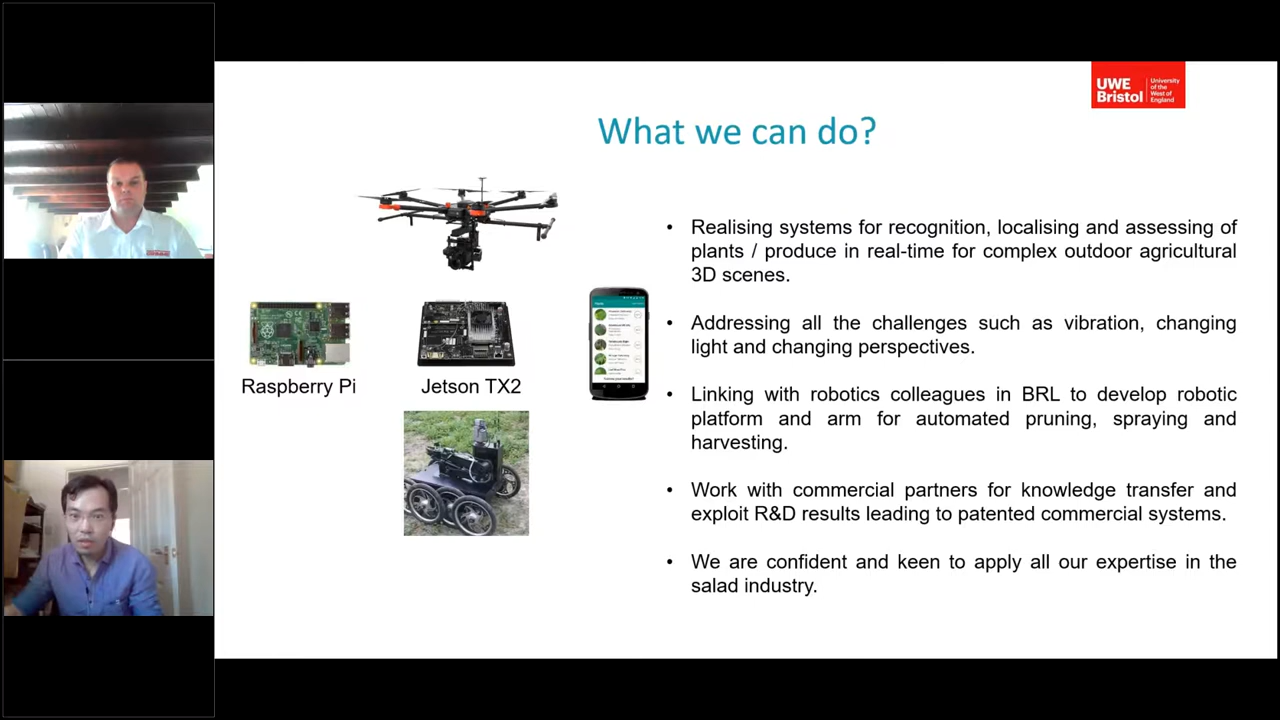 UWE
Bristol
University
of the
West of
England
What we can do?
Raspberry Pi
Jetson TX2
• Realising systems for recognition, localising and assessing of
plants / produce in real-time for complex outdoor agricultural
3D scenes.
• Addressing all the challenges such as vibration, changing
light and changing perspectives.
• Linking with robotics colleagues in BRL to develop robotic
platform and arm for automated pruning, spraying and
harvesting.
• Work with commercial partners for knowledge transfer and
exploit R&D results leading to patented commercial systems.
• We are confident and keen to apply all our expertise in the
salad industry.